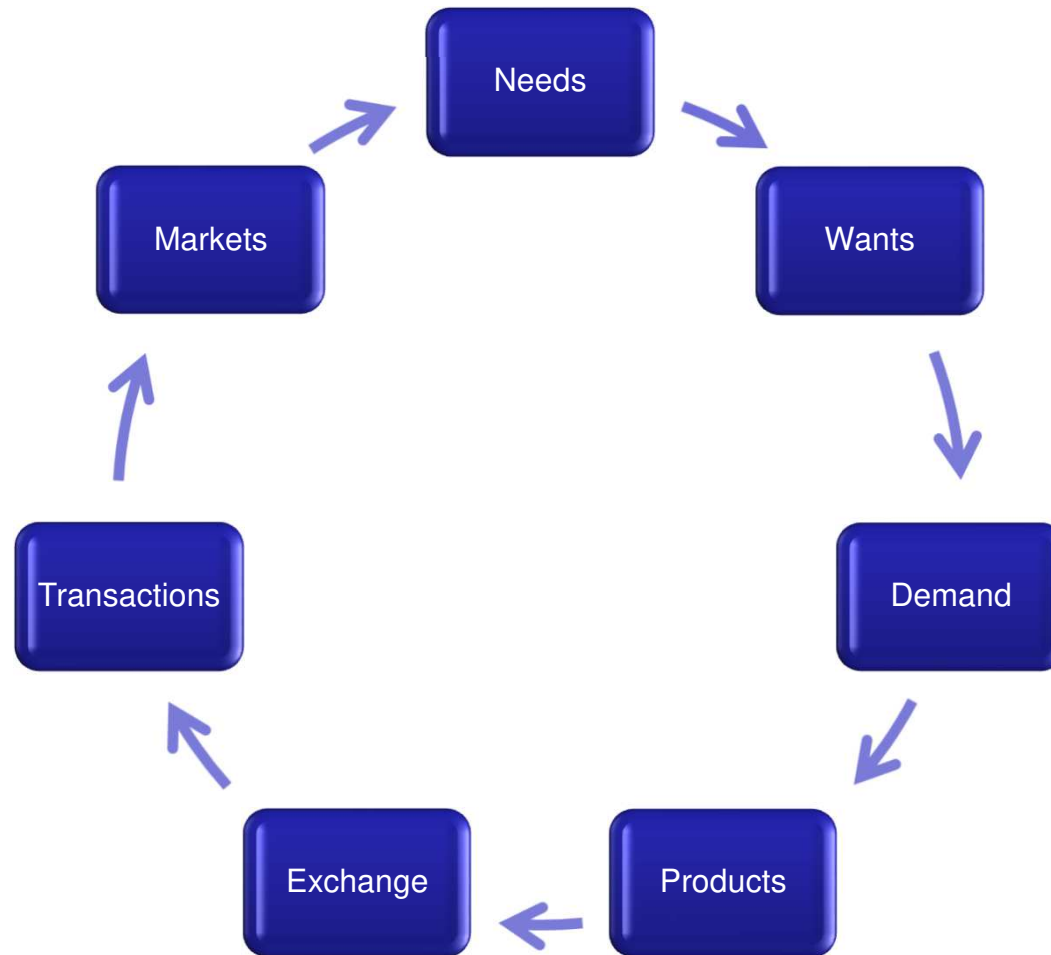 Needs
Wants
Demand
Products
Exchange
Transactions
Markets